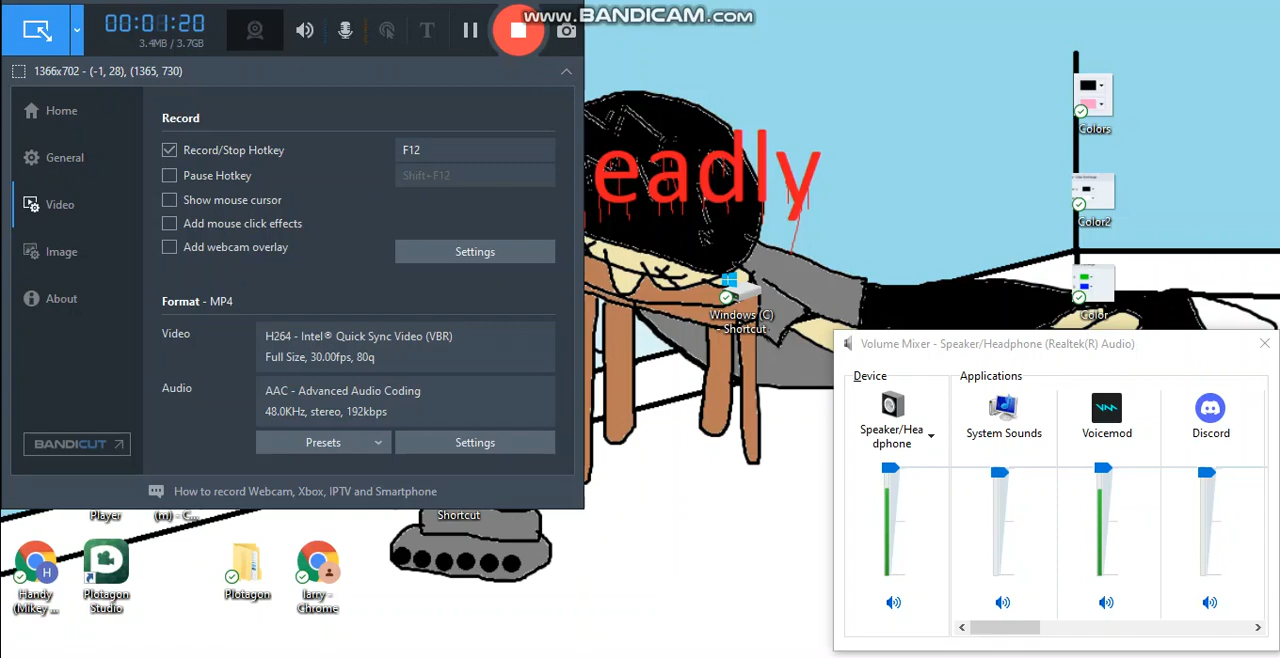 www.BANDICAM.com
00:01:20
3.4MB / 3.7GB
T
1366x702 - (-1, 28), (1365, 730)
Home
General
Video
Image
About
BANDICUT
Record
Record/Stop Hotkey
F12
Pause Hotkey
Shift+F12
Show mouse cursor
Add mouse click effects
Add webcam overlay
Settings
Format - MP4
Video
H264 - Intel® Quick Sync Video (VBR)
Full Size, 30.00fps, 80q
Audio
AAC - Advanced Audio Coding
48.0KHz, stereo, 192kbps
Presets
Settings
How to record Webcam, Xbox, IPTV and Smartphone
eadly
Colors
Color2
Color
Windows (C)
- Shortcut
Volume Mixer - Speaker/Headphone (Realtek(R) Audio)
Device
Applications
Speaker/Hea
dphone
System Sounds
Voicemod
Discord
Player
(m) - C...
Shortcut
H
Handy
(Mikey ...
Plotagon
Studio
Plotagon
larry -
Chrome